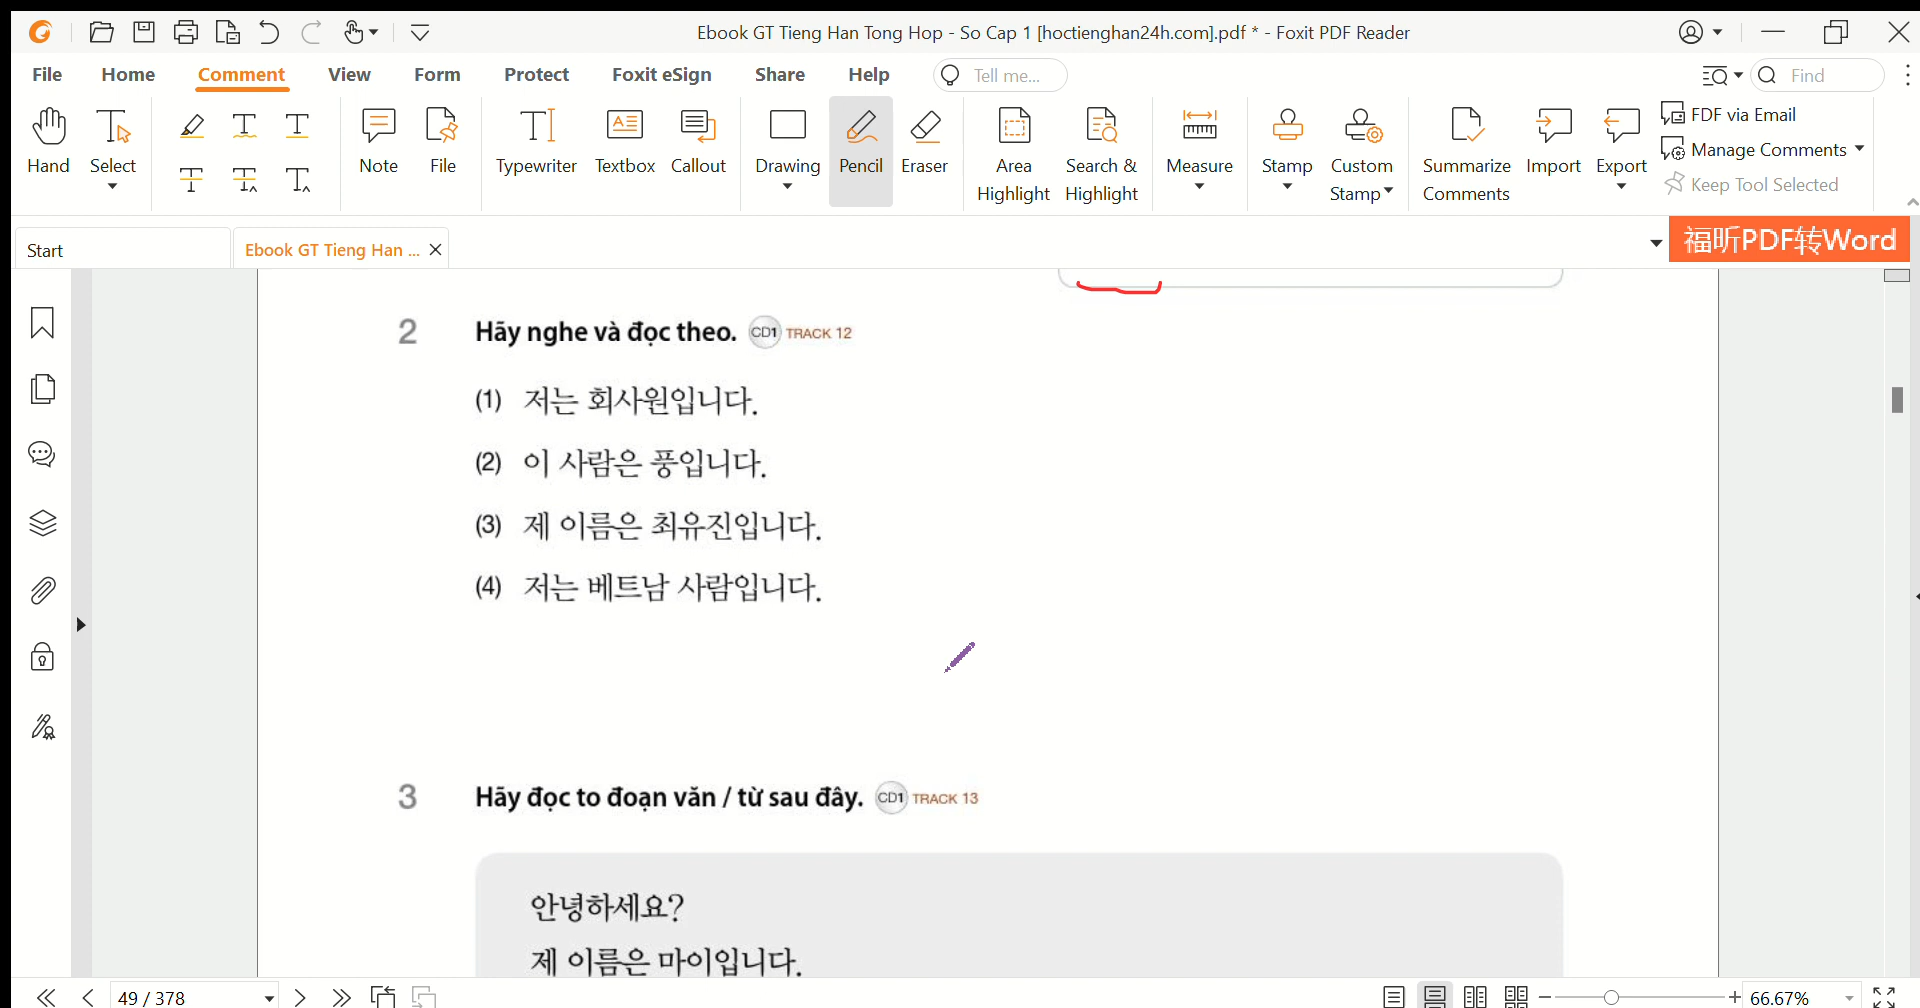 Ebook GT Tieng Han Tong Hop - So Cap 1 [hoctienghan24h.com].pdf * - Foxit PDF Reader
File Home Comment View Form Protect Foxit eSign Share Help Tell me... Find
Hand Select Note File Typewriter Textbox Callout Drawing Pencil Eraser Area Highlight Search & Highlight Measure Stamp Custom Stamp Summarize Comments Import Export
FDF via Email
Manage Comments
Keep Tool Selected
Start Ebook GT Tieng Han ... 福昕PDF转Word
2 Hãy nghe và đọc theo. CD1 TRACK 12
(1) 저는 회사원입니다.
(2) 이 사람은 풍입니다.
(3) 제 이름은 최유진입니다.
(4) 저는 베트남 사람입니다.
3 Hãy đọc to đoạn văn / từ sau đây. CD1 TRACK 13
안녕하세요?
제 이름은 마이입니다.
49 / 378 66.67%